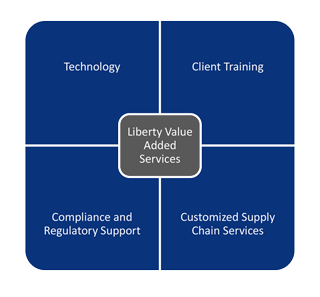 Technology
Client Training
Liberty Value
Added
Services
Compliance and
Regulatory Support
Customized Supply
Chain Services